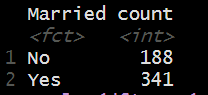 Married count
<fct> <int>
1 No 188
2 Yes 341